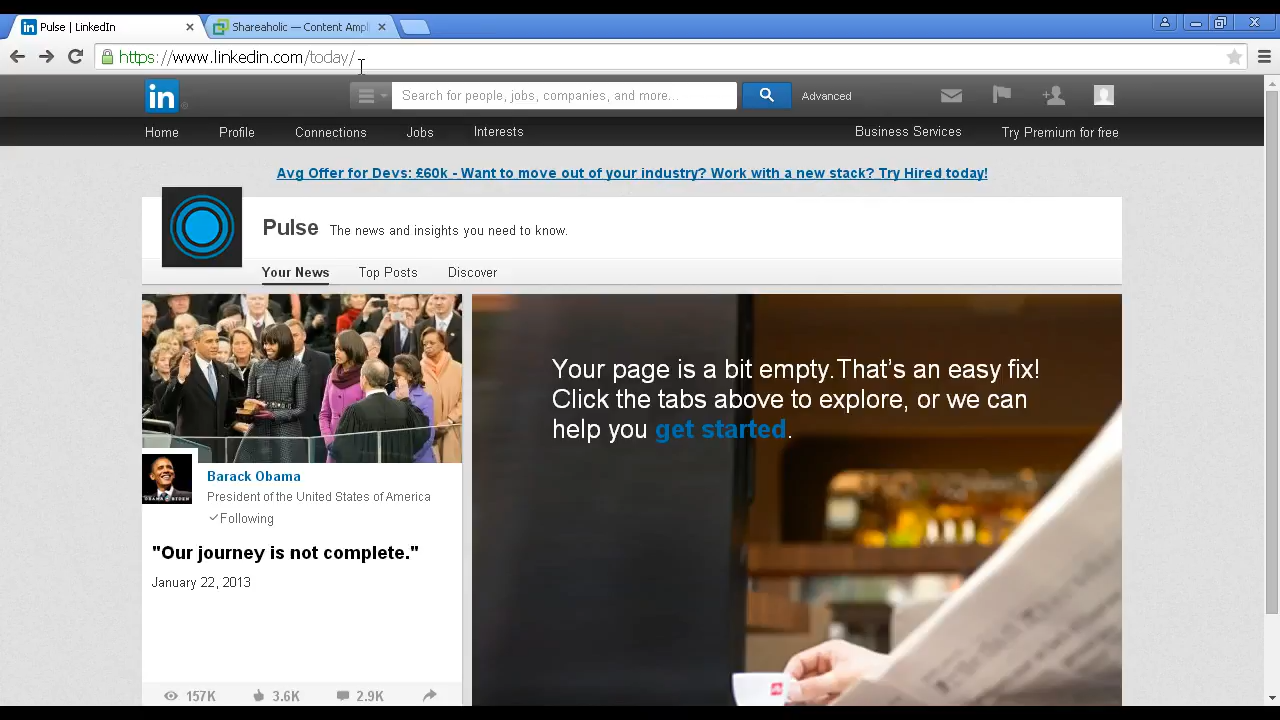 Pulse | LinkedIn
Shareaholic — Content Ampl
https://www.linkedin.com/today/
in
Search for people, jobs, companies, and more...
Advanced
Home
Profile
Connections
Jobs
Interests
Business Services
Try Premium for free
Avg Offer for Devs: £60k - Want to move out of your industry? Work with a new stack? Try Hired today!
Pulse
The news and insights you need to know.
Your News
Top Posts
Discover
Barack Obama
President of the United States of America
Following
"Our journey is not complete."
January 22, 2013
157K
3.6K
2.9K
Your page is a bit empty.That's an easy fix!
Click the tabs above to explore, or we can
help you get started.